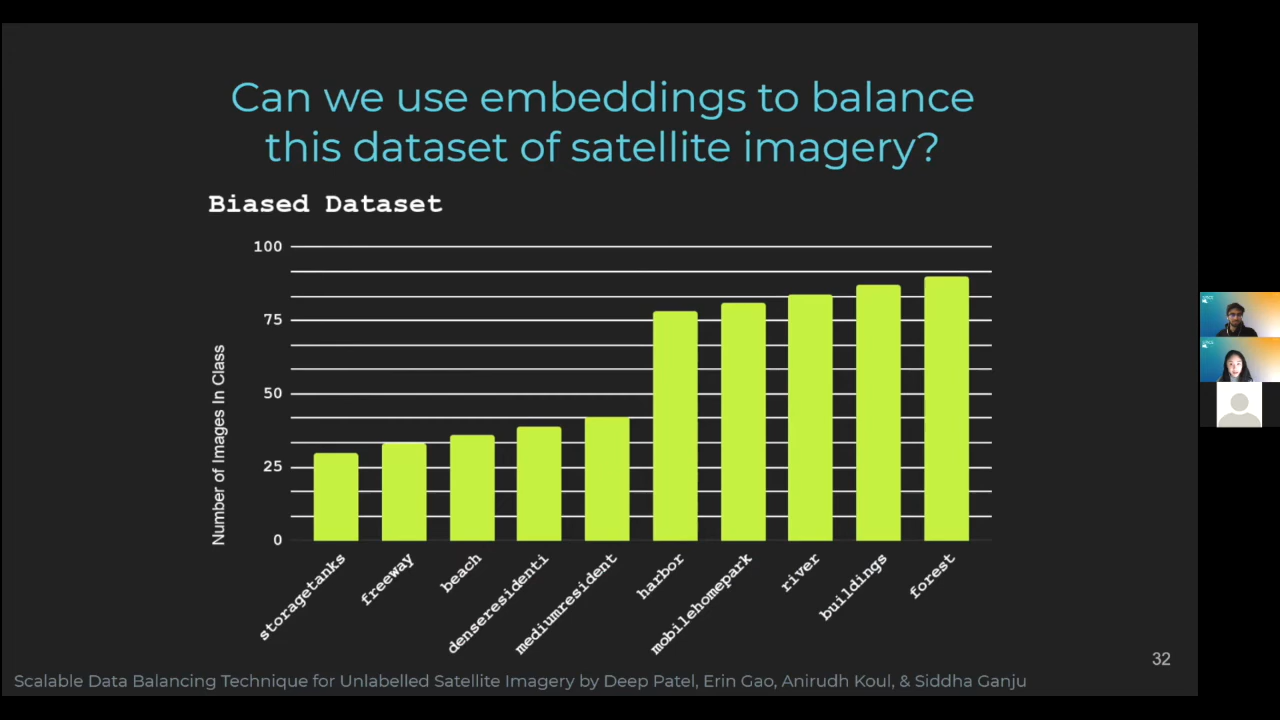 Can we use embeddings to balance
this dataset of satellite imagery?
Biased Dataset
Number of Images In Class
100
75
50
25
0
storagetanks
freeway
beach
denseresidenti
mediumresident
harbor
mobilehomepark
river
buildings
forest
32
Scalable Data Balancing Technique for Unlabelled Satellite Imagery by Deep Patel, Erin Gao, Anirudh Koul, & Siddha Ganju